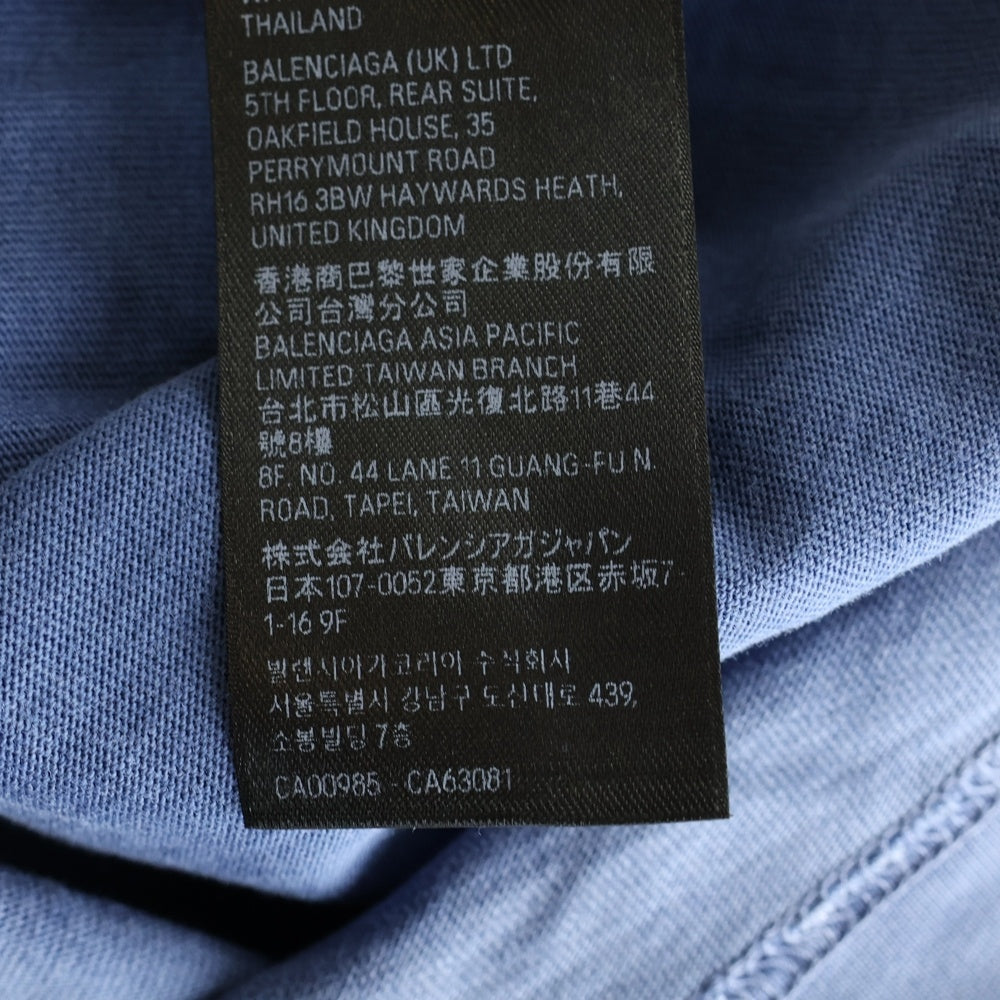 THAILAND
BALENCIAGA (UK) LTD
5TH FLOOR, REAR SUITE,
OAKFIELD HOUSE, 35
PERRYMOUNT ROAD
RH16 3BW HAYWARDS HEATH,
UNITED KINGDOM
香港商巴黎世家企業股份有限
公司台灣分公司
BALENCIAGA ASIA PACIFIC
LIMITED TAIWAN BRANCH
台北市松山區光復北路11巷44
號8樓
8F. NO. 44 LANE 11 GUANG-FU N.
ROAD, TAPEI, TAIWAN
株式会社バレンシアガジャパン
日本107-0052東京都港区赤坂7-
1-16 9F
발렌시아가코리아 주식회사
서울특별시 강남구 도산대로 439,
소봉빌딩 7층
CA00985 - CA63081